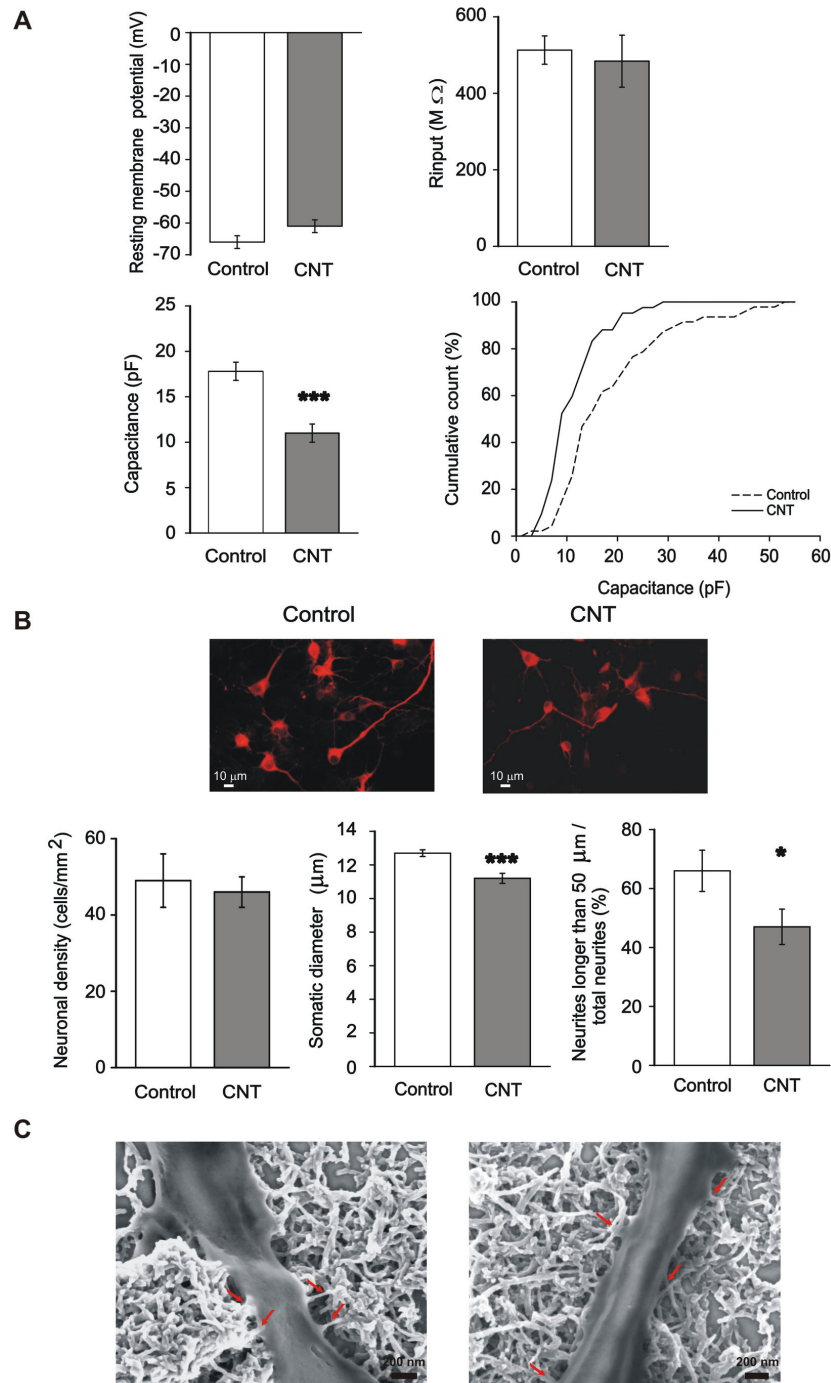 A
Resting membrane potential (mV)
0
-10
-20
-30
-40
-50
-60
-70
Control
CNT
Rinput (M Ω)
600
400
200
0
Control
CNT
Capacitance (pF)
25
20
15
10
5
0
***
Control
CNT
Cumulative count (%)
100
80
60
40
20
0
Control
CNT
0 10 20 30 40 50 60
Capacitance (pF)
B
Control
CNT
10 μm
10 μm
Neuronal density (cells/mm2)
60
40
20
0
Control
CNT
Somatic diameter (μm)
14
12
10
8
6
4
2
0
***
Control
CNT
Neurites longer than 50 μm /
total neurites (%)
80
60
40
20
0
*
Control
CNT
C
200 nm
200 nm